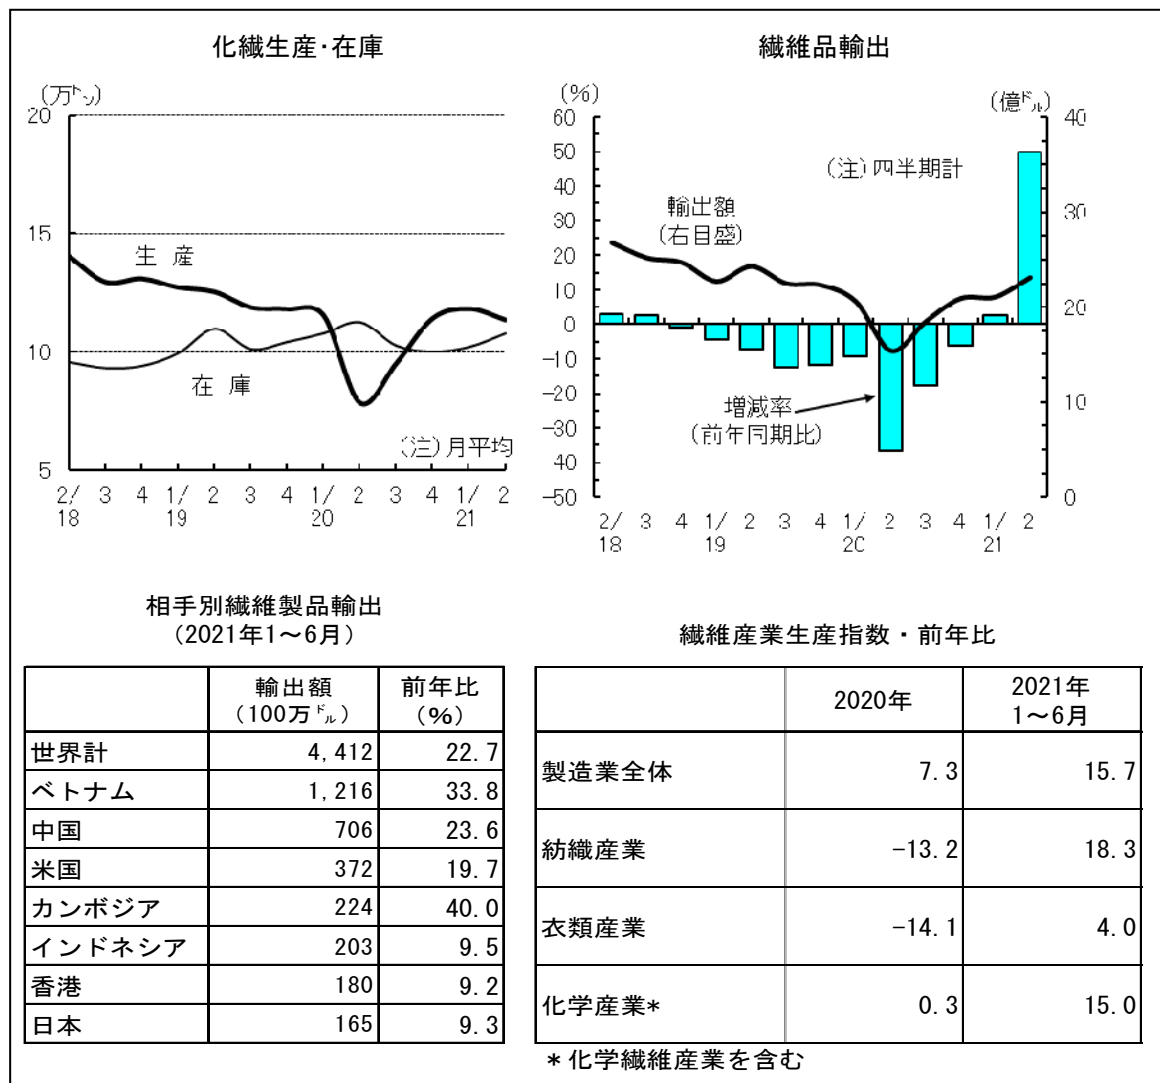 化繊生産･在庫
(万㌧)
20
15
10
5
生 産
在 庫
(注)月平均
2/ 3 4 1/ 2 3 4 1/ 2 3 4 1/ 2
18 19 20 21
繊維品輸出
(%)
(億㌦)
60
50
40
30
20
10
0
-10
-20
-30
40
-50
40
30
20
10
0
(注)四半期計
輸出額
(右目盛)
増減率
(前年同期比)
2/ 3 4 1/ 2 3 4 1/ 2 3 4 1/ 2
18 19 20 21
相手別繊維製品輸出
(2021年1～6月)
輸出額 前年比
(100万㌦) (%)
世界計 4,412 22.7
ベトナム 1,216 33.8
中国 706 23.6
米国 372 19.7
カンボジア 224 40.0
インドネシア 203 9.5
香港 180 9.2
日本 165 9.3
繊維産業生産指数・前年比
2020年 2021年
1～6月
製造業全体 7.3 15.7
紡織産業 -13.2 18.3
衣類産業 -14.1 4.0
化学産業* 0.3 15.0
*化学繊維産業を含む